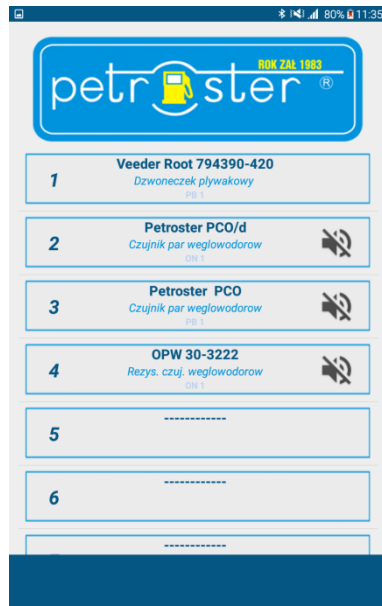 80% 11:35
ROK ZAŁ 1983
petroster ®
1
Veeder Root 794390-420
Dzwoneczek plywakowy
PB 1
2
Petroster PCO/d
Czujnik par weglowodorow
ON 1
3
Petroster PCO
Czujnik par weglowodorow
PB 1
4
OPW 30-3222
Rezys. czuj. weglowodorow
ON 1
5
------------
6
------------
------------